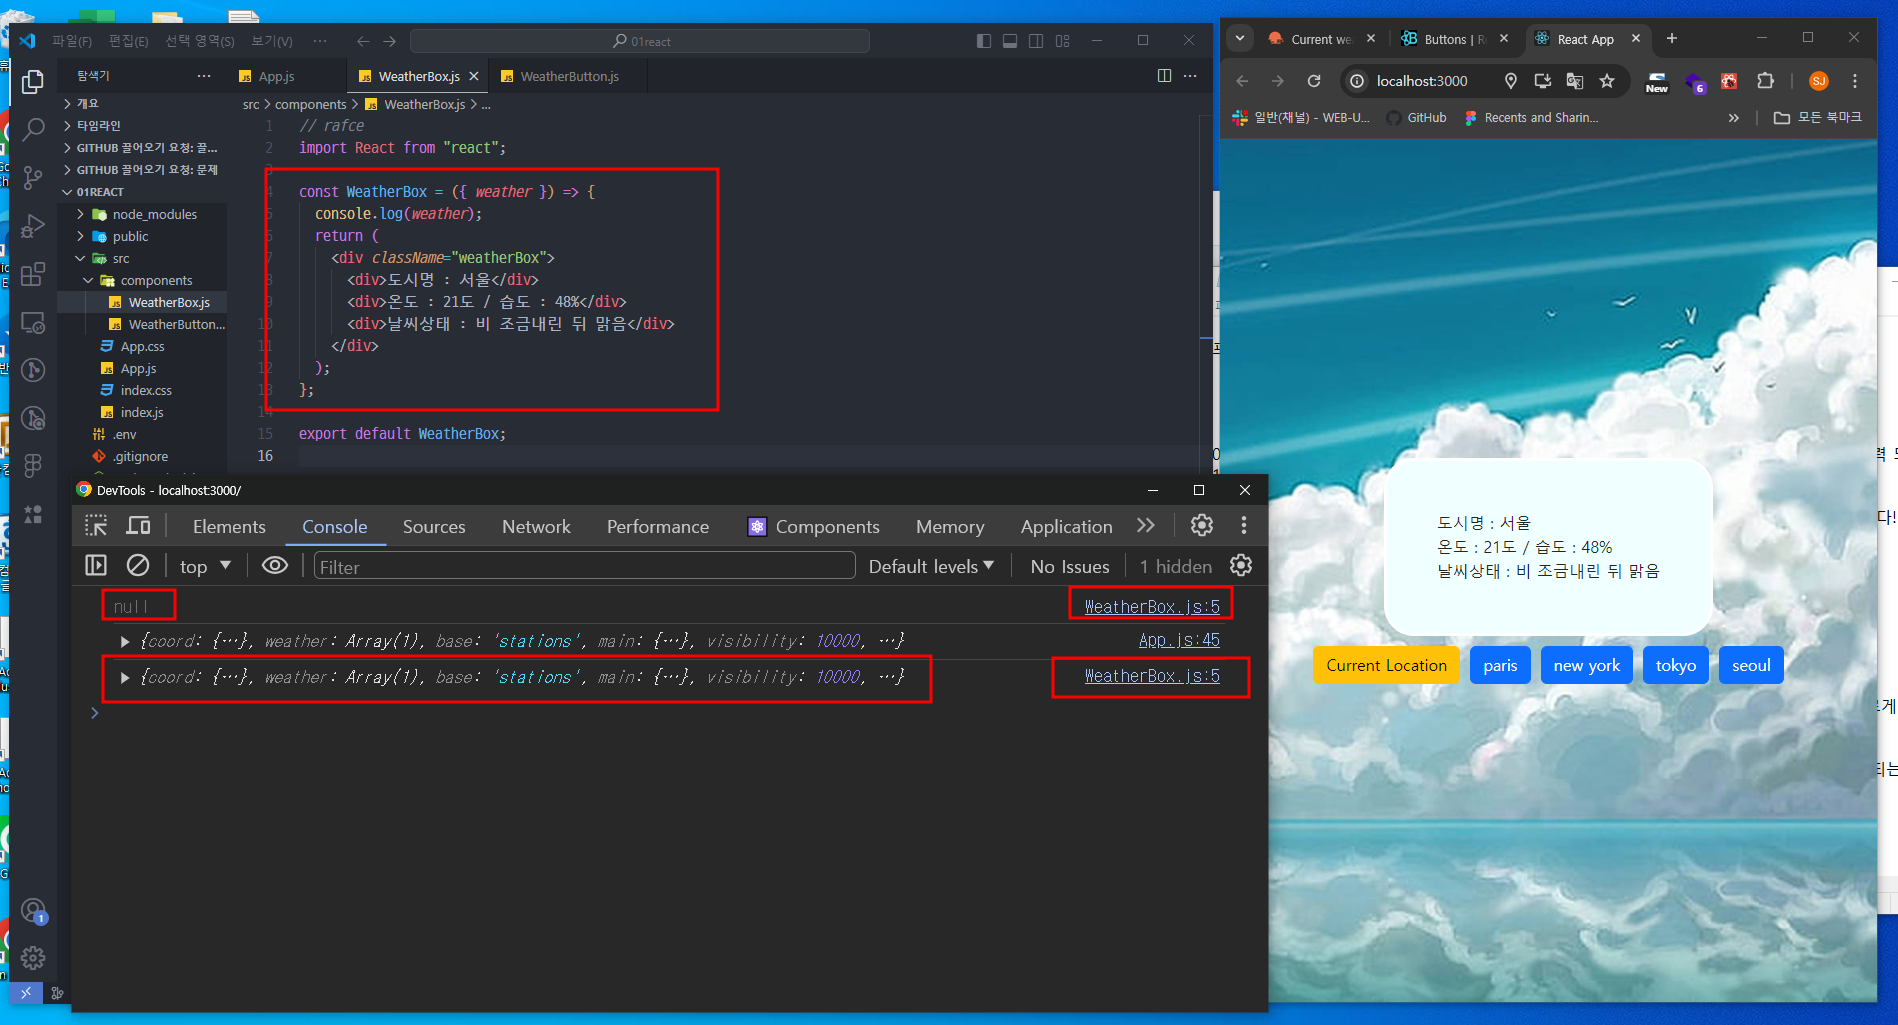 파일(F) 편집(E) 선택 영역(S) 보기(V) ··· 01react
탐색기 ···
개요
타임라인
GITHUB 끌어오기 요청: 끌...
GITHUB 끌어오기 요청: 문제
01REACT
node_modules
public
src
components
WeatherBox.js
WeatherButton...
App.css
App.js
index.css
index.js
.env
.gitignore
App.js WeatherBox.js WeatherButton.js
src > components > WeatherBox.js > ...
1 // rafce
2 import React from "react";
3
4 const WeatherBox = ({ weather }) => {
5 console.log(weather);
6 return (
7 <div className="weatherBox">
8 <div>도시명 : 서울</div>
9 <div>온도 : 21도 / 습도 : 48%</div>
10 <div>날씨상태 : 비 조금내린 뒤 맑음</div>
11 </div>
12 );
13 };
14
15 export default WeatherBox;
16
DevTools - localhost:3000/
Elements Console Sources Network Performance Components Memory Application
top Filter Default levels No Issues 1 hidden
null WeatherBox.js:5
{coord: {…}, weather: Array(1), base: 'stations', main: {…}, visibility: 10000, …} App.js:45
{coord: {…}, weather: Array(1), base: 'stations', main: {…}, visibility: 10000, …} WeatherBox.js:5
1
Current we Buttons | R React App
localhost:3000 New 6 SJ
일반(채널) - WEB-U... GitHub Recents and Sharin... 모든 북마크
도시명 : 서울
온도 : 21도 / 습도 : 48%
날씨상태 : 비 조금내린 뒤 맑음
Current Location paris new york tokyo seoul